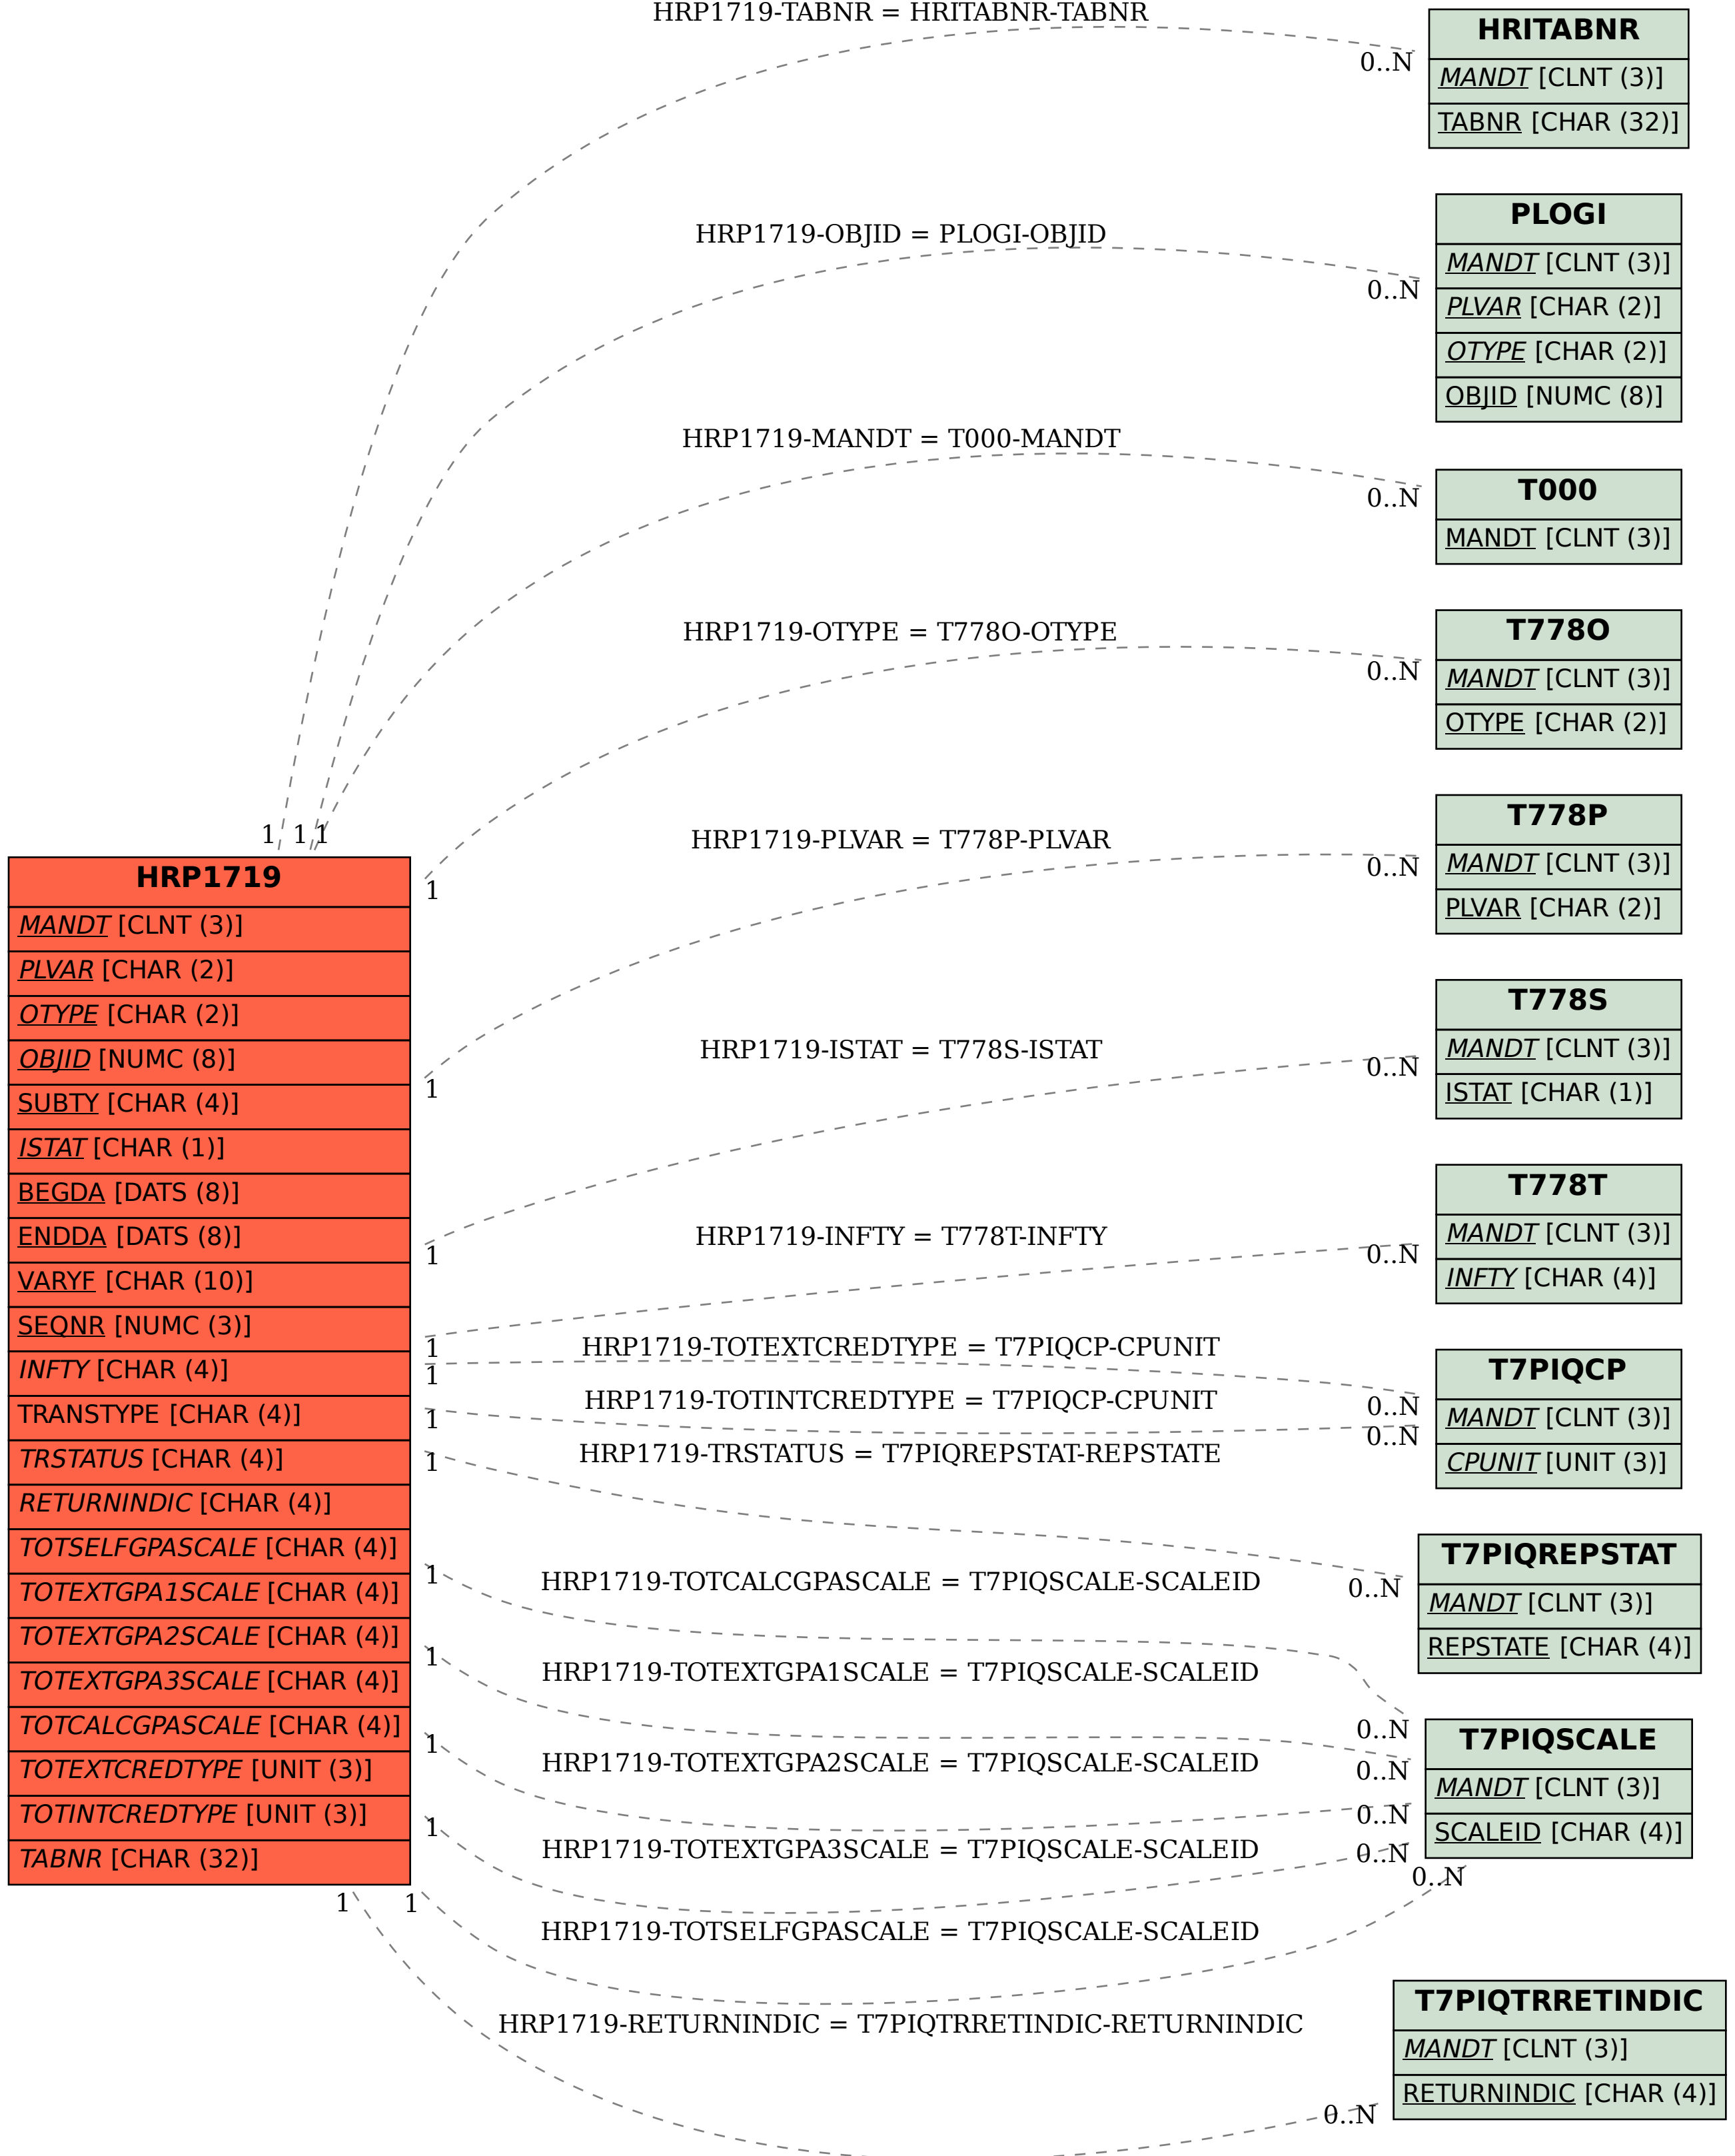 HRP1719-TABNR = HRITABNR-TABNR
0..N
HRITABNR
MANDT [CLNT (3)]
TABNR [CHAR (32)]
HRP1719-OBJID = PLOGI-OBJID
0..N
PLOGI
MANDT [CLNT (3)]
PLVAR [CHAR (2)]
OTYPE [CHAR (2)]
OBJID [NUMC (8)]
HRP1719-MANDT = T000-MANDT
0..N
T000
MANDT [CLNT (3)]
HRP1719-OTYPE = T778O-OTYPE
0..N
T778O
MANDT [CLNT (3)]
OTYPE [CHAR (2)]
HRP1719-PLVAR = T778P-PLVAR
0..N
T778P
MANDT [CLNT (3)]
PLVAR [CHAR (2)]
HRP1719-ISTAT = T778S-ISTAT
0..N
T778S
MANDT [CLNT (3)]
ISTAT [CHAR (1)]
HRP1719-INFTY = T778T-INFTY
0..N
T778T
MANDT [CLNT (3)]
INFTY [CHAR (4)]
HRP1719-TOTEXTCREDTYPE = T7PIQCP-CPUNIT
0..N
HRP1719-TOTINTCREDTYPE = T7PIQCP-CPUNIT
0..N
T7PIQCP
MANDT [CLNT (3)]
CPUNIT [UNIT (3)]
HRP1719-TRSTATUS = T7PIQREPSTAT-REPSTATE
0..N
T7PIQREPSTAT
MANDT [CLNT (3)]
REPSTATE [CHAR (4)]
HRP1719-TOTCALCGPASCALE = T7PIQSCALE-SCALEID
0..N
HRP1719-TOTEXTGPA1SCALE = T7PIQSCALE-SCALEID
0..N
HRP1719-TOTEXTGPA2SCALE = T7PIQSCALE-SCALEID
0..N
HRP1719-TOTEXTGPA3SCALE = T7PIQSCALE-SCALEID
0..N
HRP1719-TOTSELFGPASCALE = T7PIQSCALE-SCALEID
0..N
T7PIQSCALE
MANDT [CLNT (3)]
SCALEID [CHAR (4)]
HRP1719-RETURNINDIC = T7PIQTRRETINDIC-RETURNINDIC
0..N
T7PIQTRRETINDIC
MANDT [CLNT (3)]
RETURNINDIC [CHAR (4)]
1
1
1
HRP1719
MANDT [CLNT (3)]
PLVAR [CHAR (2)]
OTYPE [CHAR (2)]
OBJID [NUMC (8)]
SUBTY [CHAR (4)]
ISTAT [CHAR (1)]
BEGDA [DATS (8)]
ENDDA [DATS (8)]
VARYF [CHAR (10)]
SEQNR [NUMC (3)]
INFTY [CHAR (4)]
TRANSTYPE [CHAR (4)]
TRSTATUS [CHAR (4)]
RETURNINDIC [CHAR (4)]
TOTSELFGPASCALE [CHAR (4)]
TOTEXTGPA1SCALE [CHAR (4)]
TOTEXTGPA2SCALE [CHAR (4)]
TOTEXTGPA3SCALE [CHAR (4)]
TOTCALCGPASCALE [CHAR (4)]
TOTEXTCREDTYPE [UNIT (3)]
TOTINTCREDTYPE [UNIT (3)]
TABNR [CHAR (32)]
1
1
1
1
1
1
1
1
1
1
1
1
1